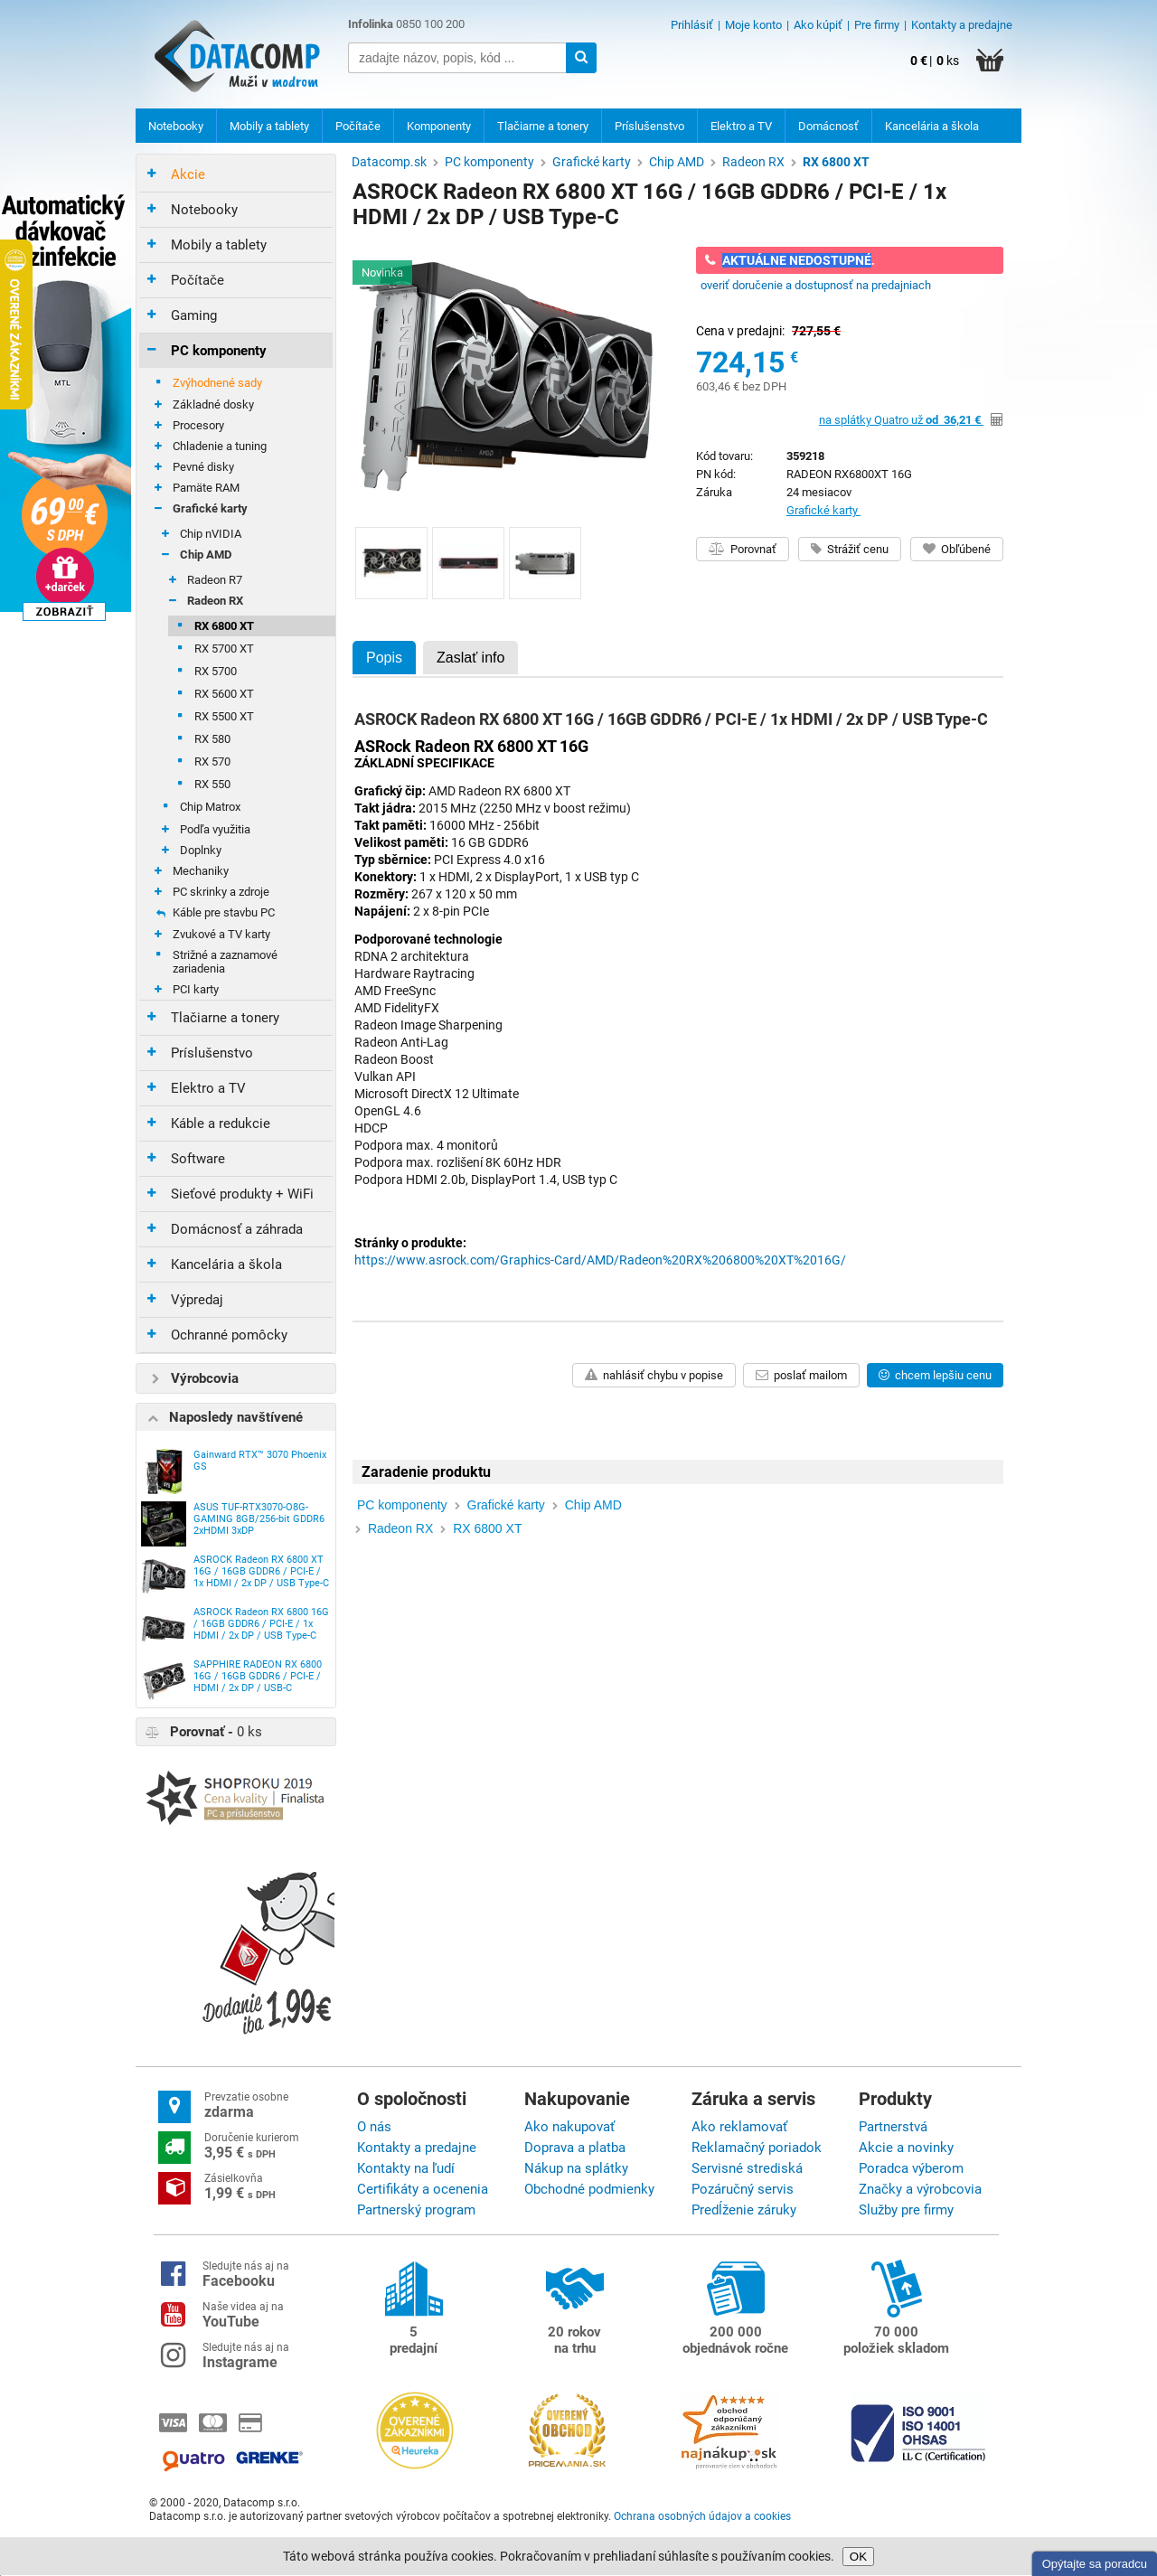 DATACOMP
Muži v modrom
Infolinka 0850 100 200
zadajte názov, popis, kód ...
Prihlásiť | Moje konto | Ako kúpiť | Pre firmy | Kontakty a predajne
0 € | 0 ks
Notebooky
Mobily a tablety
Počítače
Komponenty
Tlačiarne a tonery
Príslušenstvo
Elektro a TV
Domácnosť
Kancelária a škola
Automatický
dávkovač
zinfekcie
OVERENÉ ZÁKAZNÍKMI
MTL
69 00 €
S DPH
+darček
ZOBRAZIŤ
Akcie
Notebooky
Mobily a tablety
Počítače
Gaming
PC komponenty
Zvýhodnené sady
Základné dosky
Procesory
Chladenie a tuning
Pevné disky
Pamäte RAM
Grafické karty
Chip nVIDIA
Chip AMD
Radeon R7
Radeon RX
RX 6800 XT
RX 5700 XT
RX 5700
RX 5600 XT
RX 5500 XT
RX 580
RX 570
RX 550
Chip Matrox
Podľa využitia
Doplnky
Mechaniky
PC skrinky a zdroje
Káble pre stavbu PC
Zvukové a TV karty
Strižné a zaznamové
zariadenia
PCI karty
Tlačiarne a tonery
Príslušenstvo
Elektro a TV
Káble a redukcie
Software
Sieťové produkty + WiFi
Domácnosť a záhrada
Kancelária a škola
Výpredaj
Ochranné pomôcky
Výrobcovia
Naposledy navštívené
Gainward RTX™ 3070 Phoenix
GS
ASUS TUF-RTX3070-O8G-
GAMING 8GB/256-bit GDDR6
2xHDMI 3xDP
ASROCK Radeon RX 6800 XT
16G / 16GB GDDR6 / PCI-E /
1x HDMI / 2x DP / USB Type-C
ASROCK Radeon RX 6800 16G
/ 16GB GDDR6 / PCI-E / 1x
HDMI / 2x DP / USB Type-C
SAPPHIRE RADEON RX 6800
16G / 16GB GDDR6 / PCI-E /
HDMI / 2x DP / USB-C
Porovnať - 0 ks
SHOPROKU 2019
Cena kvality | Finalista
PC a príslušenstvo
Dodanie
iba 1,99€
Datacomp.sk > PC komponenty > Grafické karty > Chip AMD > Radeon RX > RX 6800 XT
ASROCK Radeon RX 6800 XT 16G / 16GB GDDR6 / PCI-E / 1x
HDMI / 2x DP / USB Type-C
Novinka
RADEON
AMD
AKTUÁLNE NEDOSTUPNÉ.
overiť doručenie a dostupnosť na predajniach
Cena v predajni: 727,55 €
724,15 €
603,46 € bez DPH
na splátky Quatro už od 36,21 €
Kód tovaru: 359218
PN kód: RADEON RX6800XT 16G
Záruka 24 mesiacov
Grafické karty
Porovnať
Strážiť cenu
Obľúbené
Popis
Zaslať info
ASROCK Radeon RX 6800 XT 16G / 16GB GDDR6 / PCI-E / 1x HDMI / 2x DP / USB Type-C
ASRock Radeon RX 6800 XT 16G
ZÁKLADNÍ SPECIFIKACE
Grafický čip: AMD Radeon RX 6800 XT
Takt jádra: 2015 MHz (2250 MHz v boost režimu)
Takt paměti: 16000 MHz - 256bit
Velikost paměti: 16 GB GDDR6
Typ sběrnice: PCI Express 4.0 x16
Konektory: 1 x HDMI, 2 x DisplayPort, 1 x USB typ C
Rozměry: 267 x 120 x 50 mm
Napájení: 2 x 8-pin PCIe
Podporované technologie
RDNA 2 architektura
Hardware Raytracing
AMD FreeSync
AMD FidelityFX
Radeon Image Sharpening
Radeon Anti-Lag
Radeon Boost
Vulkan API
Microsoft DirectX 12 Ultimate
OpenGL 4.6
HDCP
Podpora max. 4 monitorů
Podpora max. rozlišení 8K 60Hz HDR
Podpora HDMI 2.0b, DisplayPort 1.4, USB typ C
Stránky o produkte:
https://www.asrock.com/Graphics-Card/AMD/Radeon%20RX%206800%20XT%2016G/
nahlásiť chybu v popise
poslať mailom
chcem lepšiu cenu
Zaradenie produktu
PC komponenty > Grafické karty > Chip AMD
> Radeon RX > RX 6800 XT
Prevzatie osobne
zdarma
Doručenie kurierom
3,95 € s DPH
Zásielkovňa
1,99 € s DPH
O spoločnosti
O nás
Kontakty a predajne
Kontakty na ľudí
Certifikáty a ocenenia
Partnerský program
Nakupovanie
Ako nakupovať
Doprava a platba
Nákup na splátky
Obchodné podmienky
Záruka a servis
Ako reklamovať
Reklamačný poriadok
Servisné strediská
Pozáručný servis
Predĺženie záruky
Produkty
Partnerstvá
Akcie a novinky
Poradca výberom
Značky a výrobcovia
Služby pre firmy
Sledujte nás aj na
Facebooku
Naše videa aj na
YouTube
Sledujte nás aj na
Instagrame
5
predajní
20 rokov
na trhu
200 000
objednávok ročne
70 000
položiek skladom
VISA
Quatro GRENKE
OVERENÉ
ZÁKAZNÍKMI
Heureka
OVERENÝ
OBCHOD
PRICEMANIA.SK
obchod
odporúčaný
zákazníkmi
najnákup.sk
porovnanie cien v obchodoch
ISO 9001
ISO 14001
OHSAS
LL-C (Certification)
© 2000 - 2020, Datacomp s.r.o.
Datacomp s.r.o. je autorizovaný partner svetových výrobcov počítačov a spotrebnej elektroniky. Ochrana osobných údajov a cookies
Táto webová stránka používa cookies. Pokračovaním v prehliadaní súhlasíte s používaním cookies. OK
Opýtajte sa poradcu